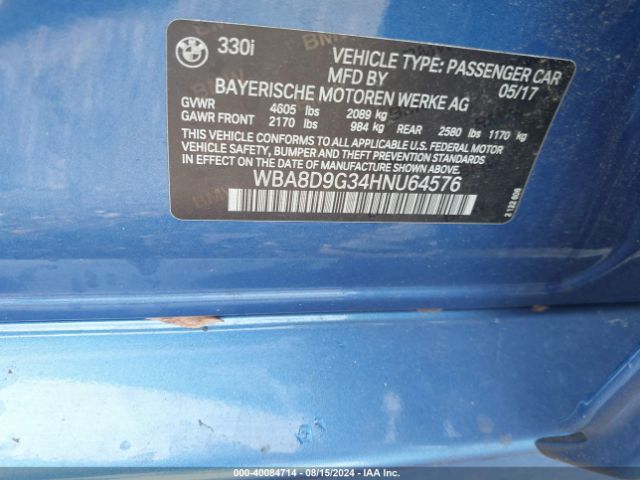 BMW 330i
VEHICLE TYPE: PASSENGER CAR
MFD BY 05/17
BAYERISCHE MOTOREN WERKE AG
GVWR 4605 lbs 2089 kg
GAWR FRONT 2170 lbs 984 kg REAR 2580 lbs 1170 kg
THIS VEHICLE CONFORMS TO ALL APPLICABLE U.S. FEDERAL MOTOR
VEHICLE SAFETY, BUMPER AND THEFT PREVENTION STANDARDS
IN EFFECT ON THE DATE OF MANUFACTURE SHOWN ABOVE.
WBA8D9G34HNU64576
000-40084714 - 08/15/2024 - IAA Inc.